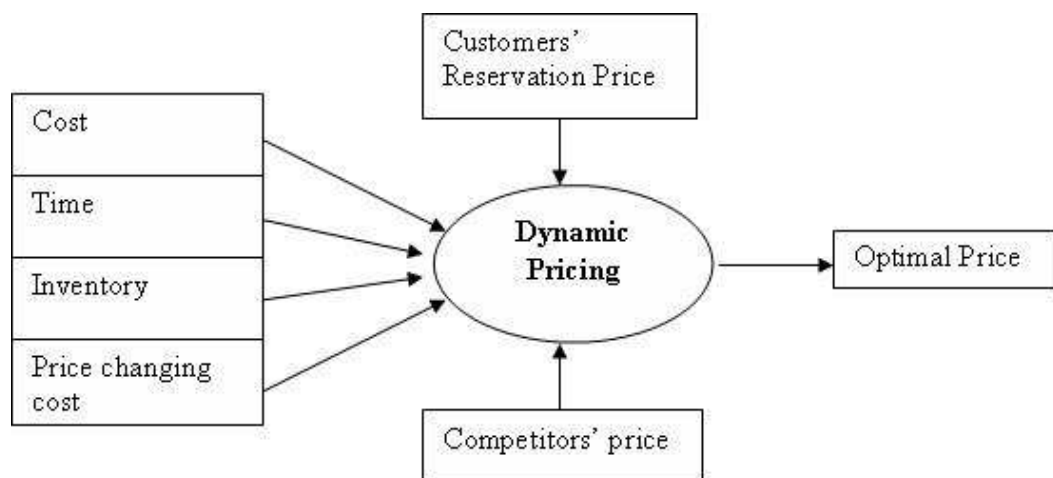 Customers’
Reservation Price
Cost
Time
Inventory
Price changing
cost
Dynamic
Pricing
Optimal Price
Competitors’ price